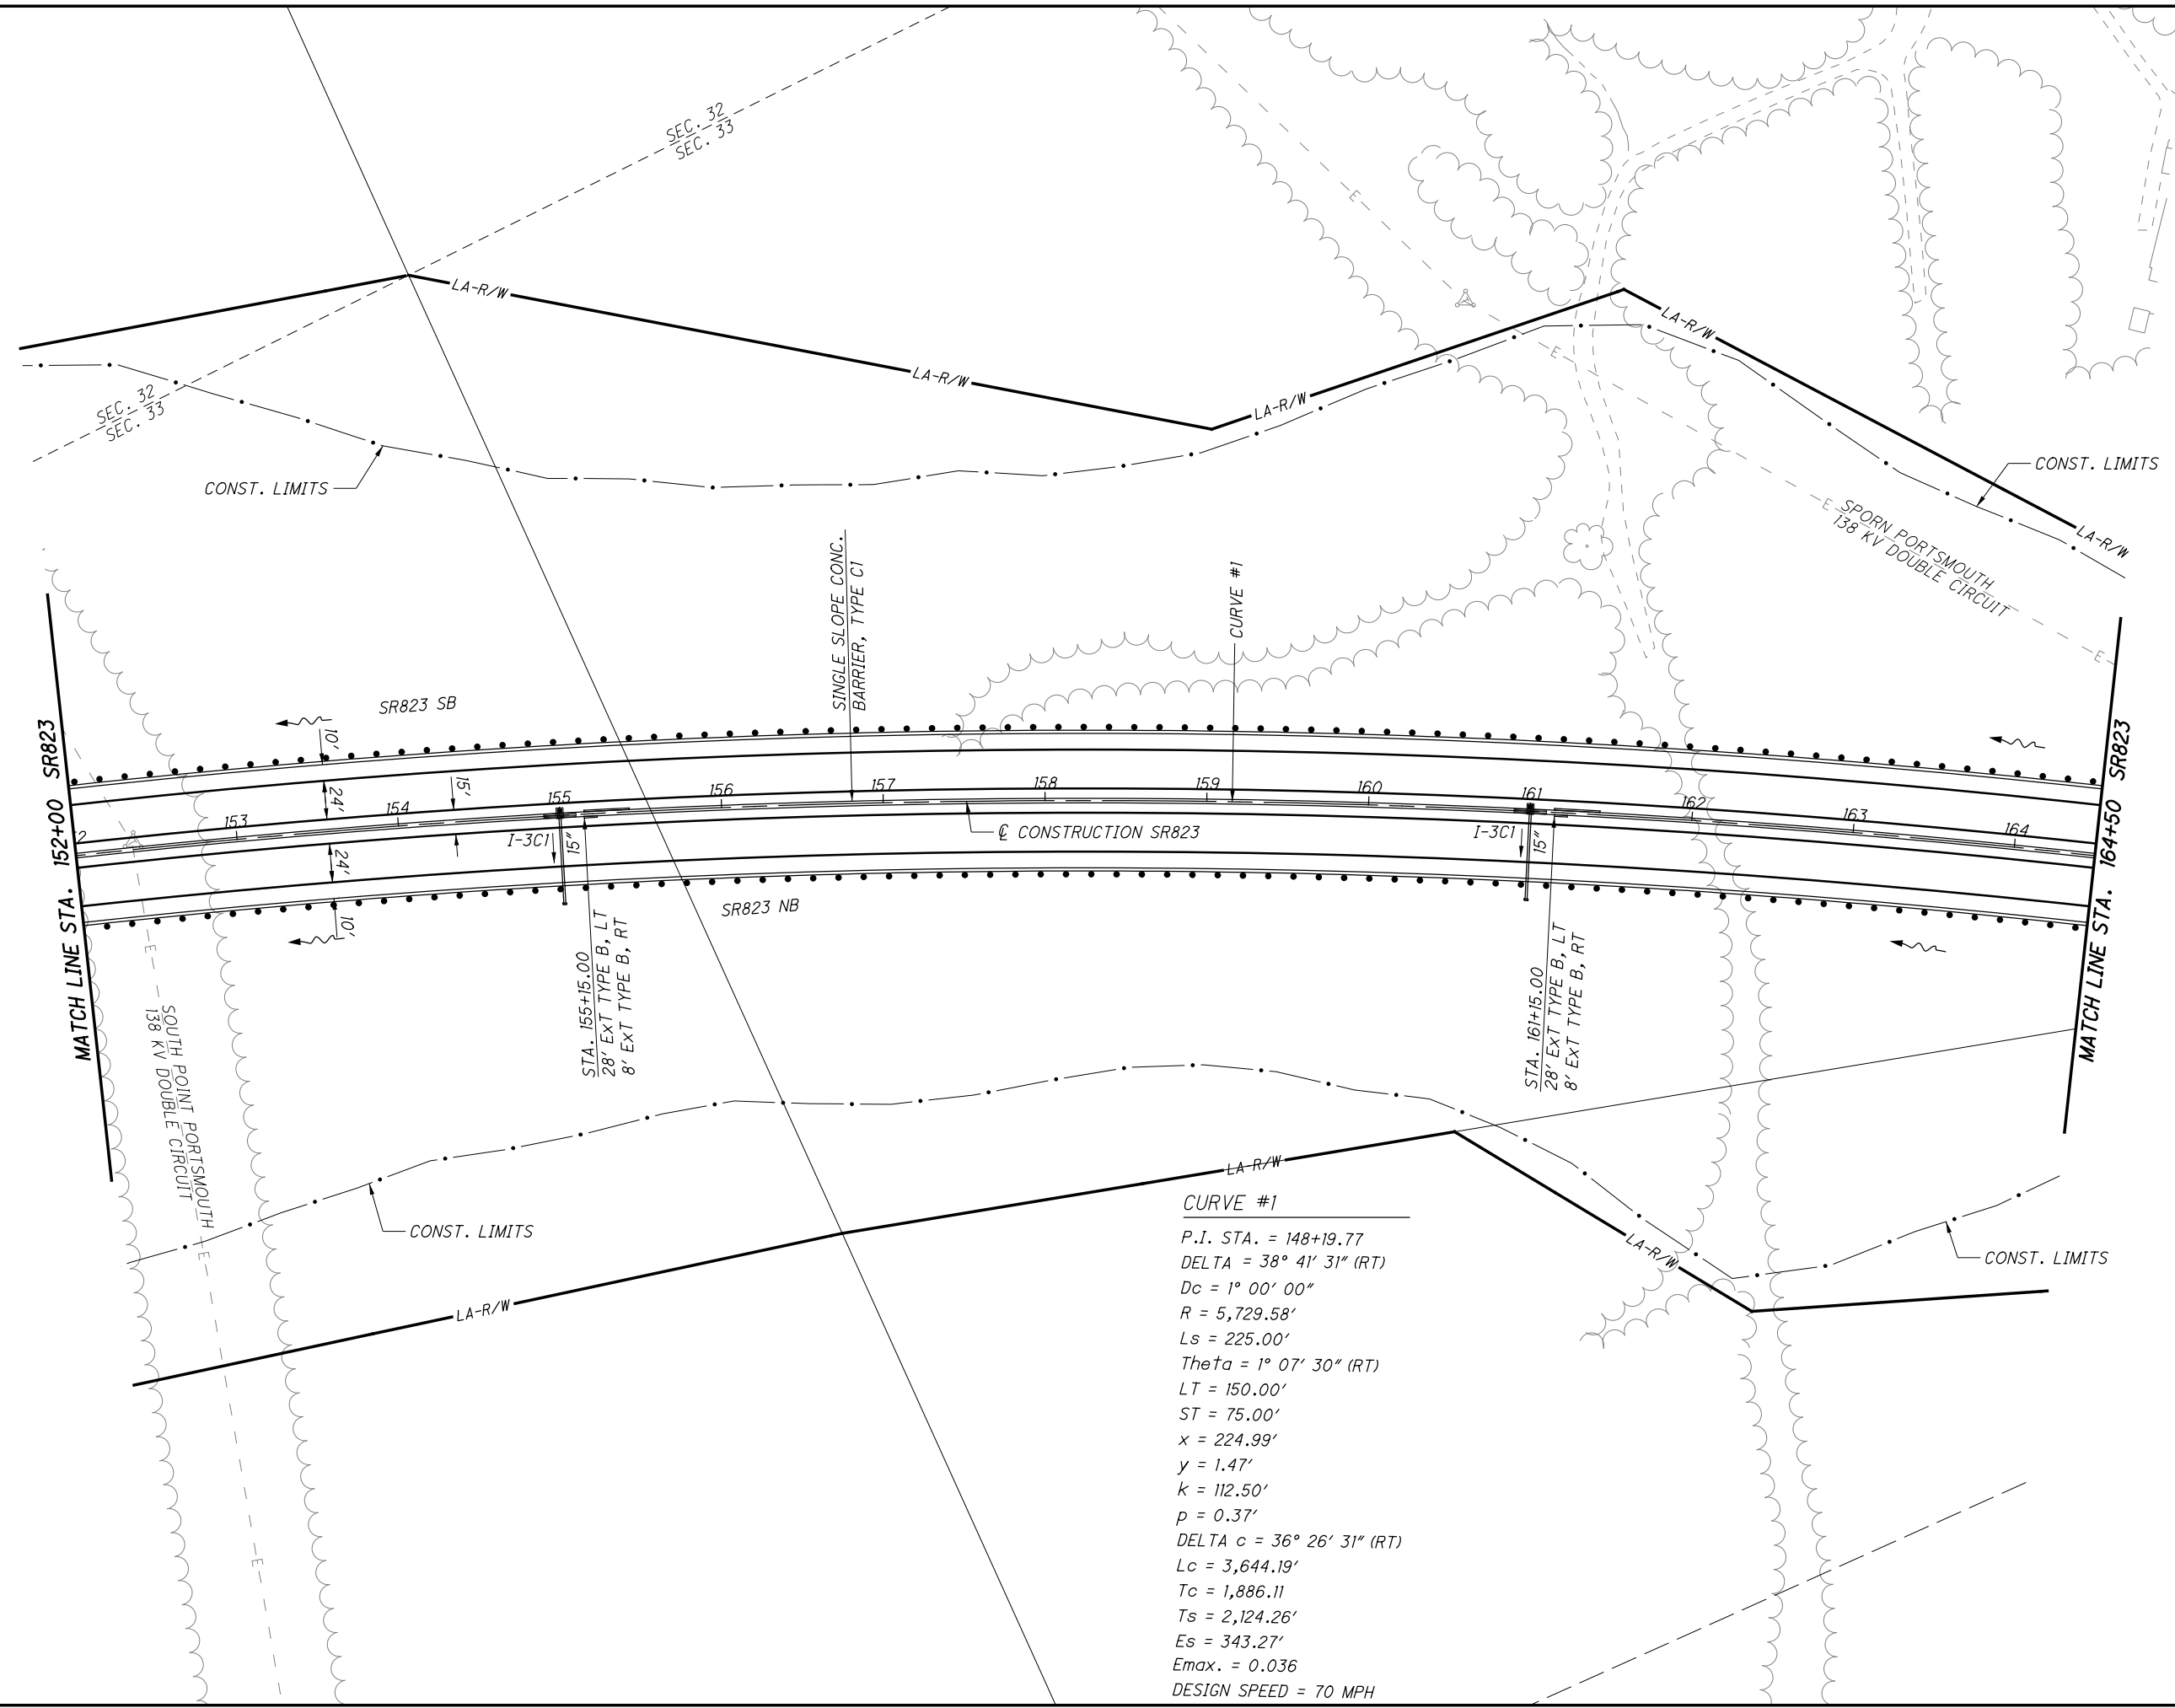 SEC. 32
SEC. 33
E
LA-R/W
LA-R/W
LA-R/W
LA-R/W
E
SEC. 32
SEC. 33
CONST. LIMITS
CONST. LIMITS
E
SPORN PORTSMOUTH
138 KV DOUBLE CIRCUIT
LA-R/W
E
SINGLE SLOPE CONC.
BARRIER, TYPE C1
CURVE #1
SR823 SB
MATCH LINE STA. 152+00 SR823
MATCH LINE STA. 164+50 SR823
10'
24'
15'
24'
10'
2
153
154
155
156
157
158
159
160
161
162
163
164
I-3C1
15"
℄ CONSTRUCTION SR823
I-3C1
15"
SR823 NB
E
STA. 155+15.00
28' ExT TYPE B, LT
8' ExT TYPE B, RT
STA. 161+15.00
28' ExT TYPE B, LT
8' ExT TYPE B, RT
SOUTH POINT PORTSMOUTH
138 KV DOUBLE CIRCUIT
E
CONST. LIMITS
LA-R/W
LA-R/W
LA-R/W
CONST. LIMITS
E
CURVE #1
P.I. STA. = 148+19.77
DELTA = 38° 41' 31" (RT)
Dc = 1° 00' 00"
R = 5,729.58'
Ls = 225.00'
Theta = 1° 07' 30" (RT)
LT = 150.00'
ST = 75.00'
x = 224.99'
y = 1.47'
k = 112.50'
p = 0.37'
DELTA c = 36° 26' 31" (RT)
Lc = 3,644.19'
Tc = 1,886.11
Ts = 2,124.26'
Es = 343.27'
Emax. = 0.036
DESIGN SPEED = 70 MPH